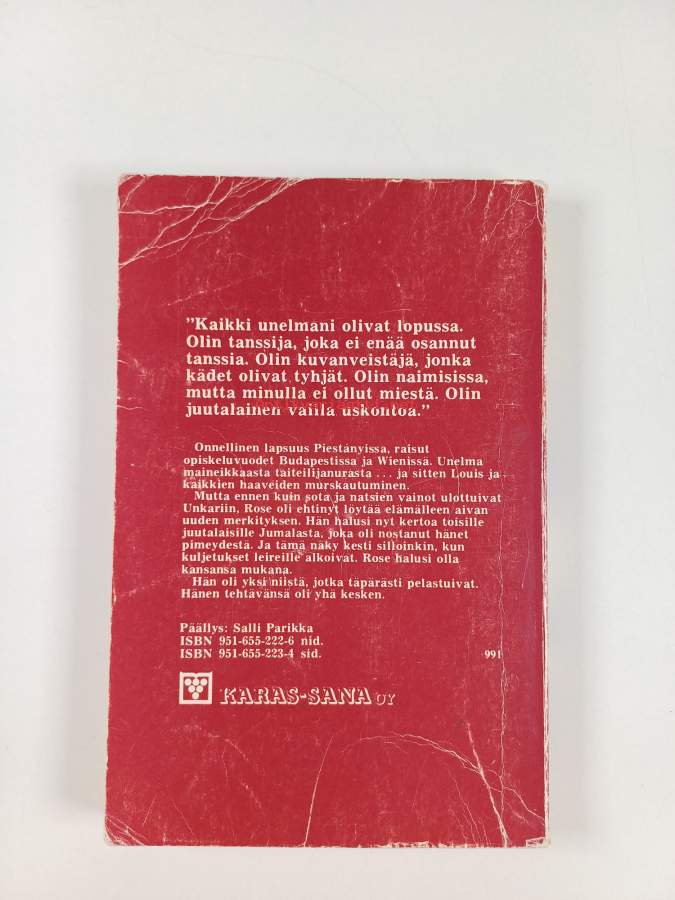 "Kaikki unelmani olivat lopussa.
Olin tanssija, joka ei enää osannut
tanssia. Olin kuvanveistäjä, jonka
kädet olivat tyhjät. Olin naimisissa,
mutta minulla ei ollut miestä. Olin
juutalainen vailla uskontoa."
Onnellinen lapsuus Piestanyissa, raisut
opiskeluvuodet Budapestissa ja Wienissä. Unelma
maineikkaasta taiteilijanurasta ... ja sitten Louis ja
kaikkien haaveiden murskautuminen.
Mutta ennen kuin sota ja natsien vainot ulottuivat
Unkariin, Rose oli ehtinyt löytää elämälleen aivan
uuden merkityksen. Hän halusi nyt kertoa toisille
juutalaisille Jumalasta, joka oli nostanut hänet
pimeydestä. Ja tämä näky kesti silloinkin, kun
kuljetukset leireille alkoivat. Rose halusi olla
kansansa mukana.
Hän oli yksi niistä, jotka täpärästi pelastuivat.
Hänen tehtävänsä oli yhä kesken.
Päällys: Salli Parikka
ISBN 951-655-222-6 nid.
ISBN 951-655-223-4 sid.
991
KARAS-SANA OY